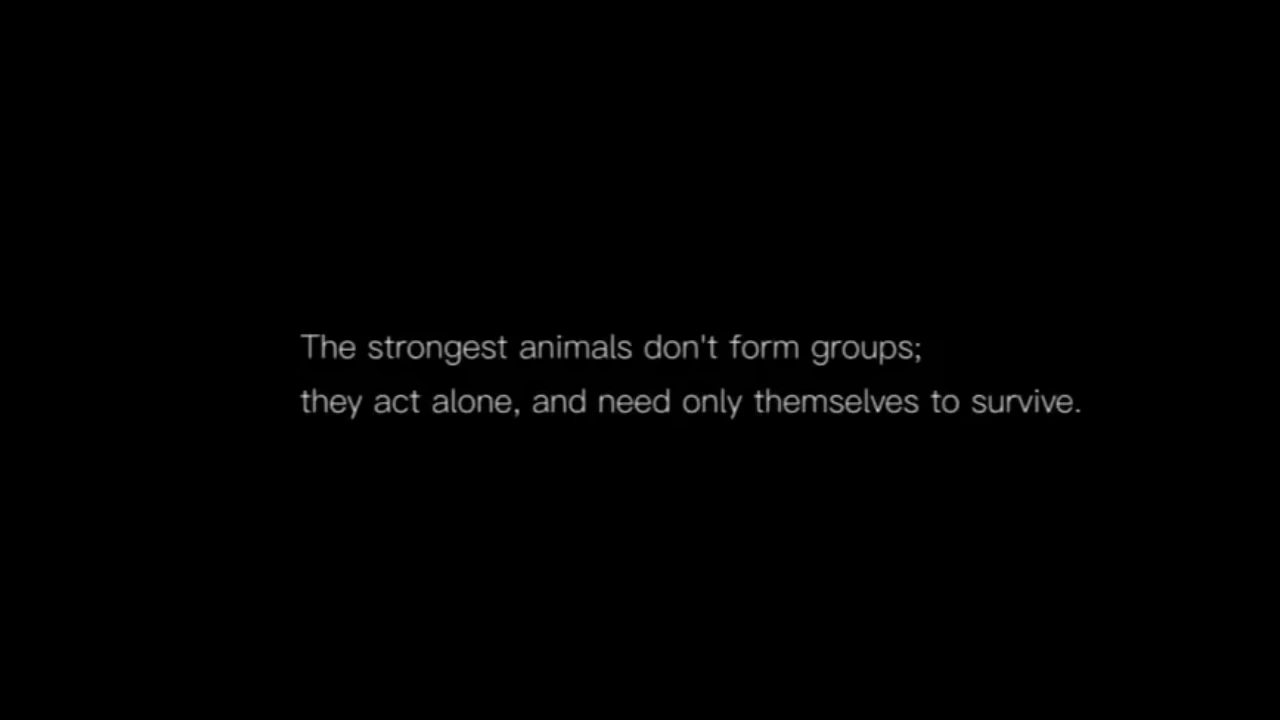 The strongest animals don't form groups;
they act alone, and need only themselves to survive.